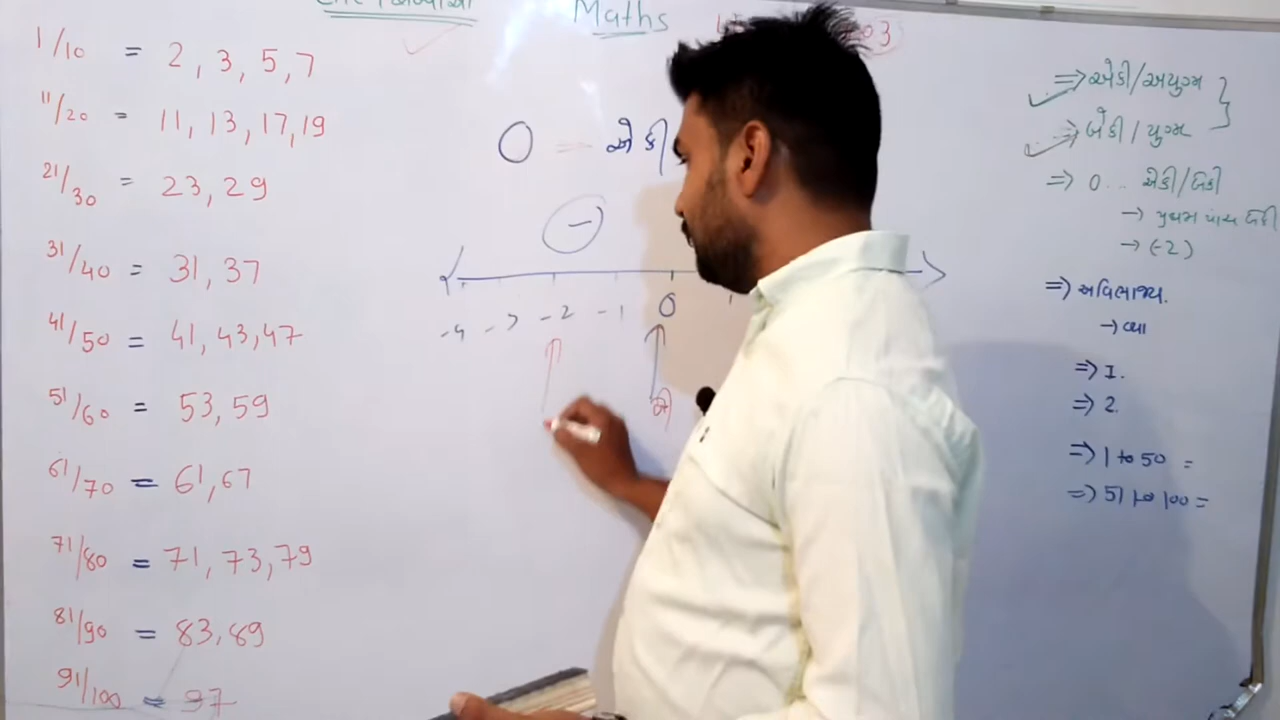 Maths
1/10 = 2, 3, 5, 7
11/20 = 11, 13, 17, 19
21/30 = 23, 29
31/40 = 31, 37
41/50 = 41, 43, 47
51/60 = 53, 59
61/70 = 61, 67
71/80 = 71, 73, 79
81/90 = 83, 89
91/100 = 97
0 = એકી
-
-4 -3 -2 -1 0
બે
⇒ એકી/અયુગ્મ
⇒ બેકી/યુગ્મ
⇒ 0... એકી/બેકી
→ પ્રથમ પાંચ બેકી
→ (-2)
⇒ અવિભાજ્ય.
→ વ્યા
⇒ 1.
⇒ 2.
⇒ 1 to 50 =
⇒ 51 to 100 =